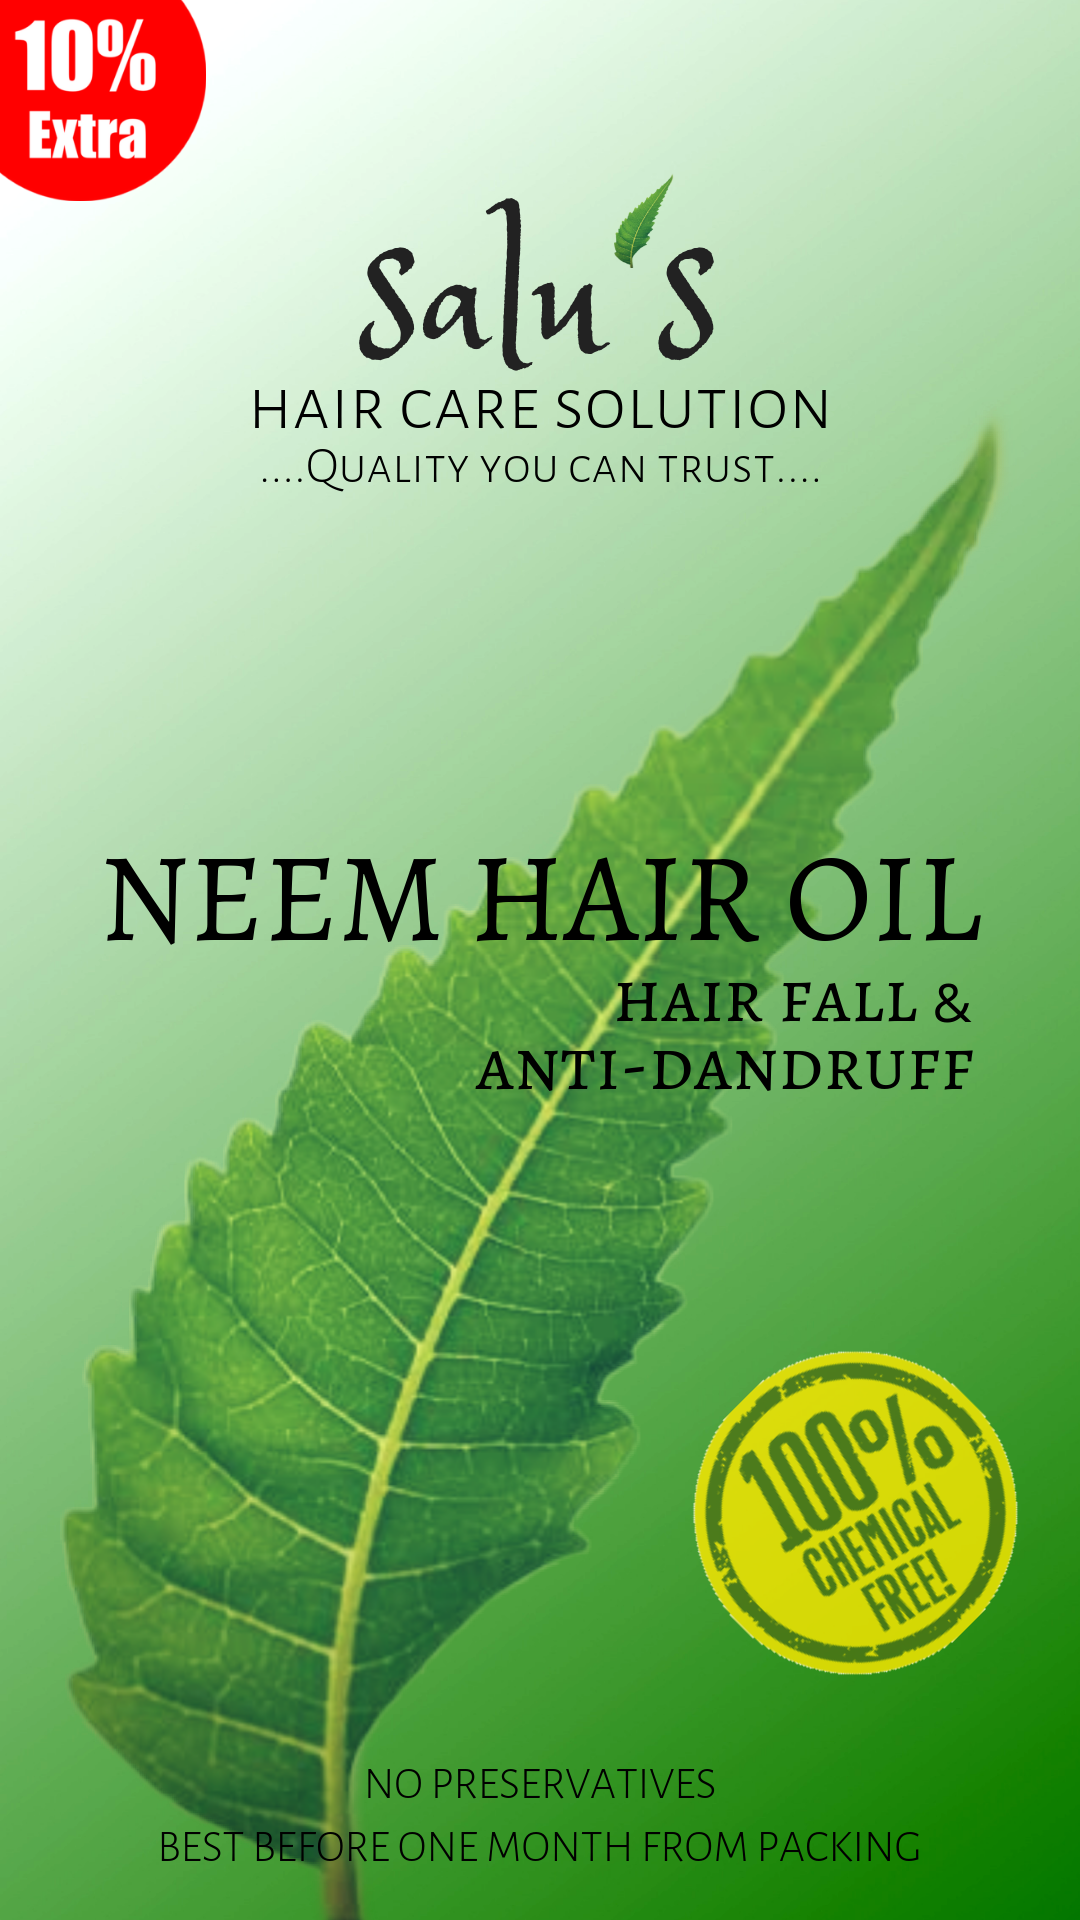 10%
Extra
salu's
HAIR CARE SOLUTION
....QUALITY YOU CAN TRUST....
NEEM HAIR OIL
HAIR FALL &
ANTI-DANDRUFF
100%
CHEMICAL
FREE!
NO PRESERVATIVES
BEST BEFORE ONE MONTH FROM PACKING